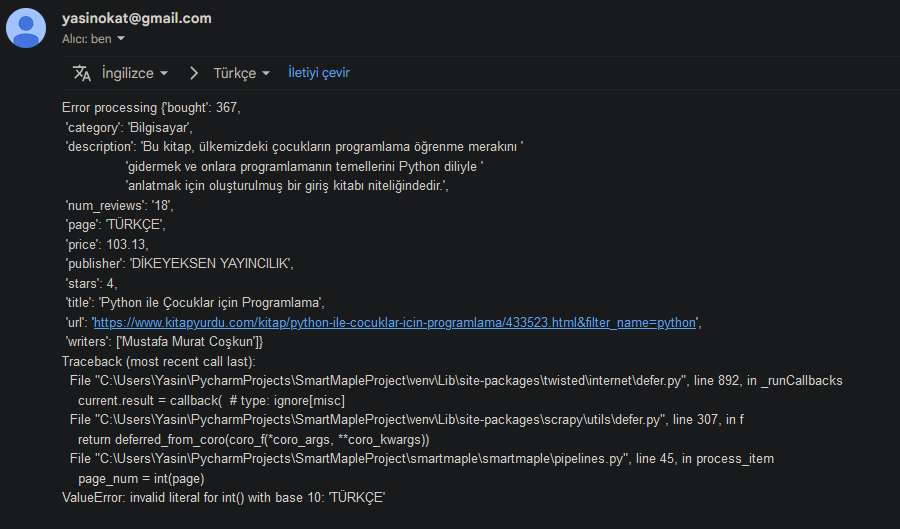 yasinokat@gmail.com
Alıcı: ben
İngilizce > Türkçe İletiyi çevir
Error processing {'bought': 367,
'category': 'Bilgisayar',
'description': 'Bu kitap, ülkemizdeki çocukların programlama öğrenme merakını '
'gidermek ve onlara programlamanın temellerini Python diliyle '
'anlatmak için oluşturulmuş bir giriş kitabı niteliğindedir.',
'num_reviews': '18',
'page': 'TÜRKÇE',
'price': 103.13,
'publisher': 'DİKEYEKSEN YAYINCILIK',
'stars': 4,
'title': 'Python ile Çocuklar için Programlama',
'url': 'https://www.kitapyurdu.com/kitap/python-ile-cocuklar-icin-programlama/433523.html&filter_name=python',
'writers': ['Mustafa Murat Coşkun']}
Traceback (most recent call last):
File "C:\Users\Yasin\PycharmProjects\SmartMapleProject\venv\Lib\site-packages\twisted\internet\defer.py", line 892, in _runCallbacks
current.result = callback( # type: ignore[misc]
File "C:\Users\Yasin\PycharmProjects\SmartMapleProject\venv\Lib\site-packages\scrapy\utils\defer.py", line 307, in f
return deferred_from_coro(coro_f(*coro_args, **coro_kwargs))
File "C:\Users\Yasin\PycharmProjects\SmartMapleProject\smartmaple\smartmaple\pipelines.py", line 45, in process_item
page_num = int(page)
ValueError: invalid literal for int() with base 10: 'TÜRKÇE'